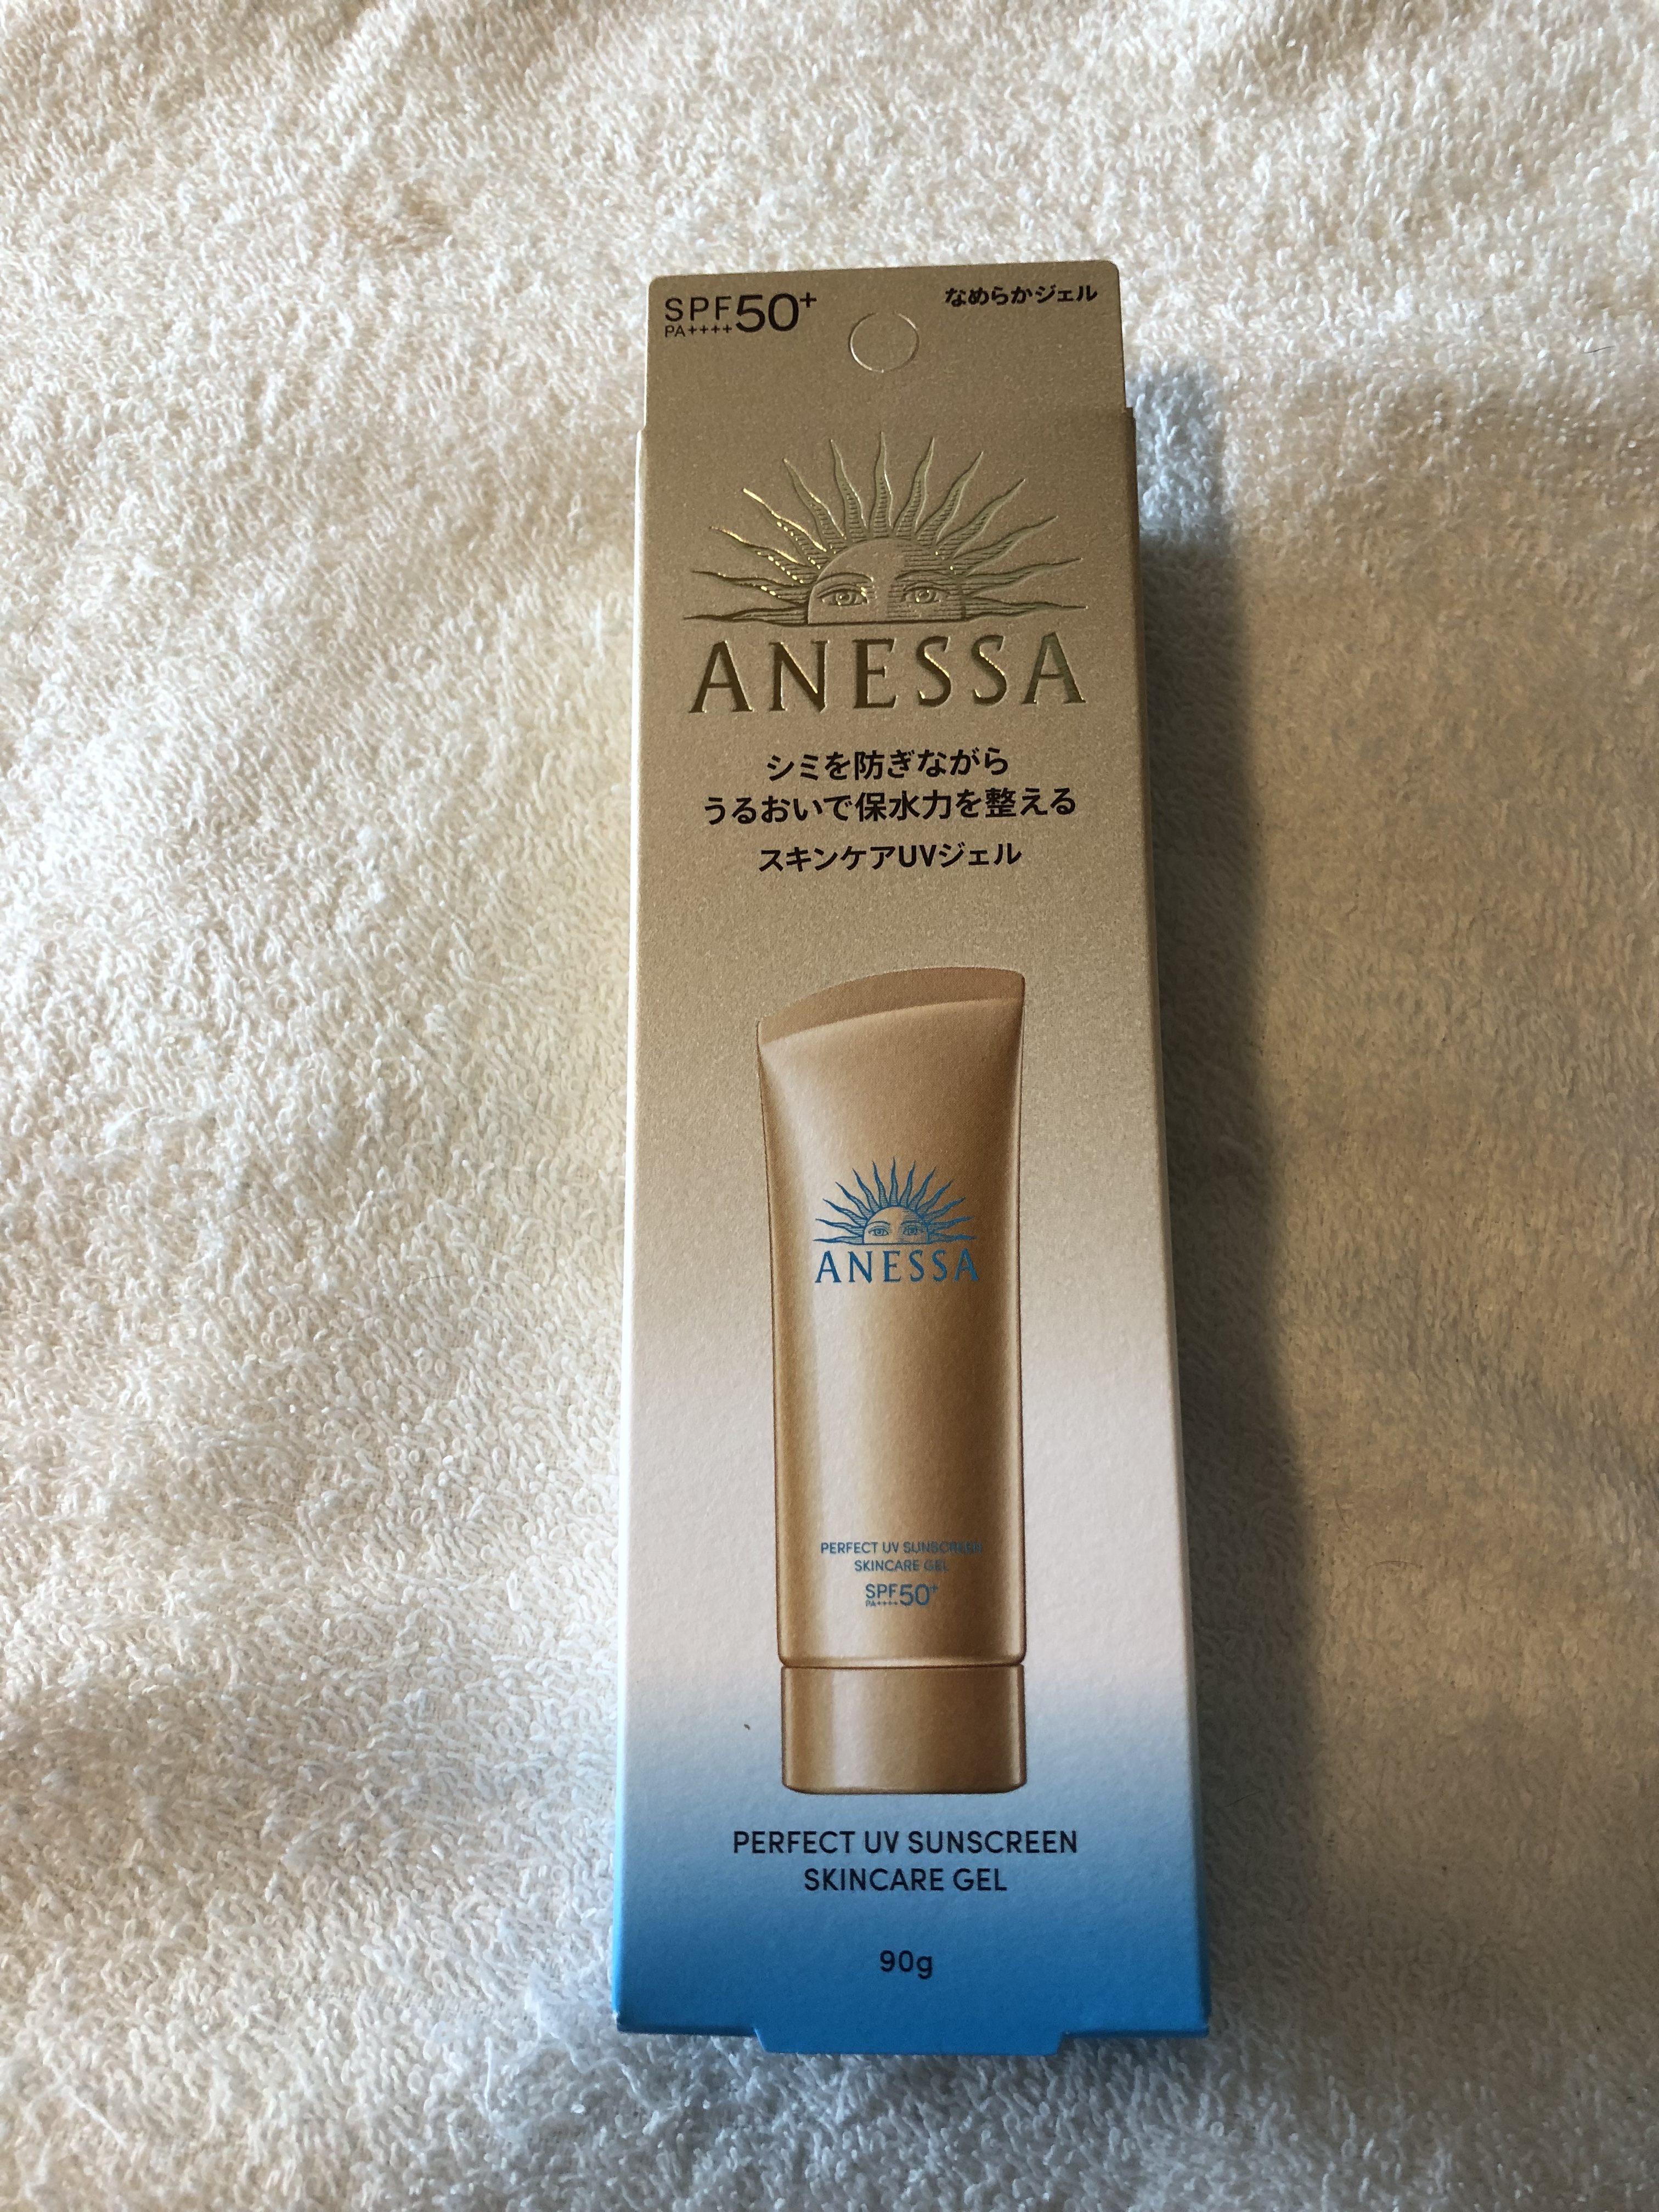 SPF50+
PA++++
なめらかジェル
ANESSA
シミを防ぎながら
うるおいで保水力を整える
スキンケアUVジェル
ANESSA
PERFECT UV SUNSCREEN
SKINCARE GEL
SPF50+
PA++++
PERFECT UV SUNSCREEN
SKINCARE GEL
90g